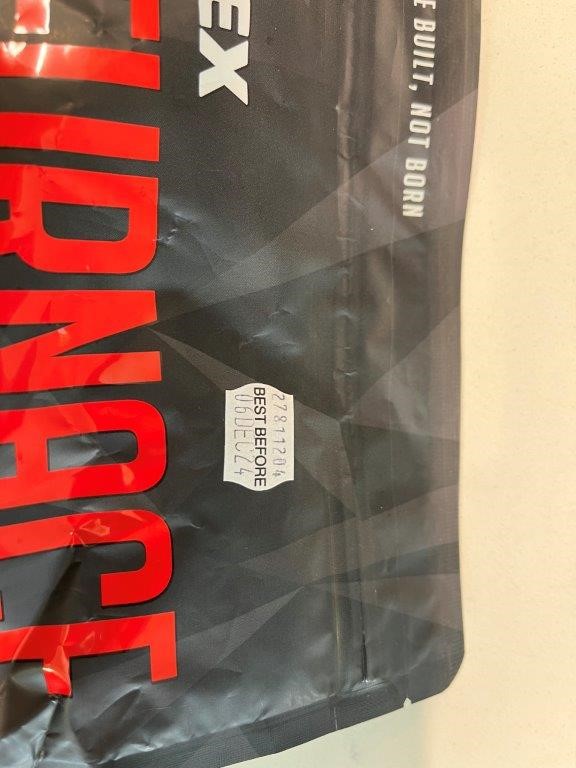 E BUILT, NOT BORN
EX
27811204
BEST BEFORE
06DEC24
URNACE